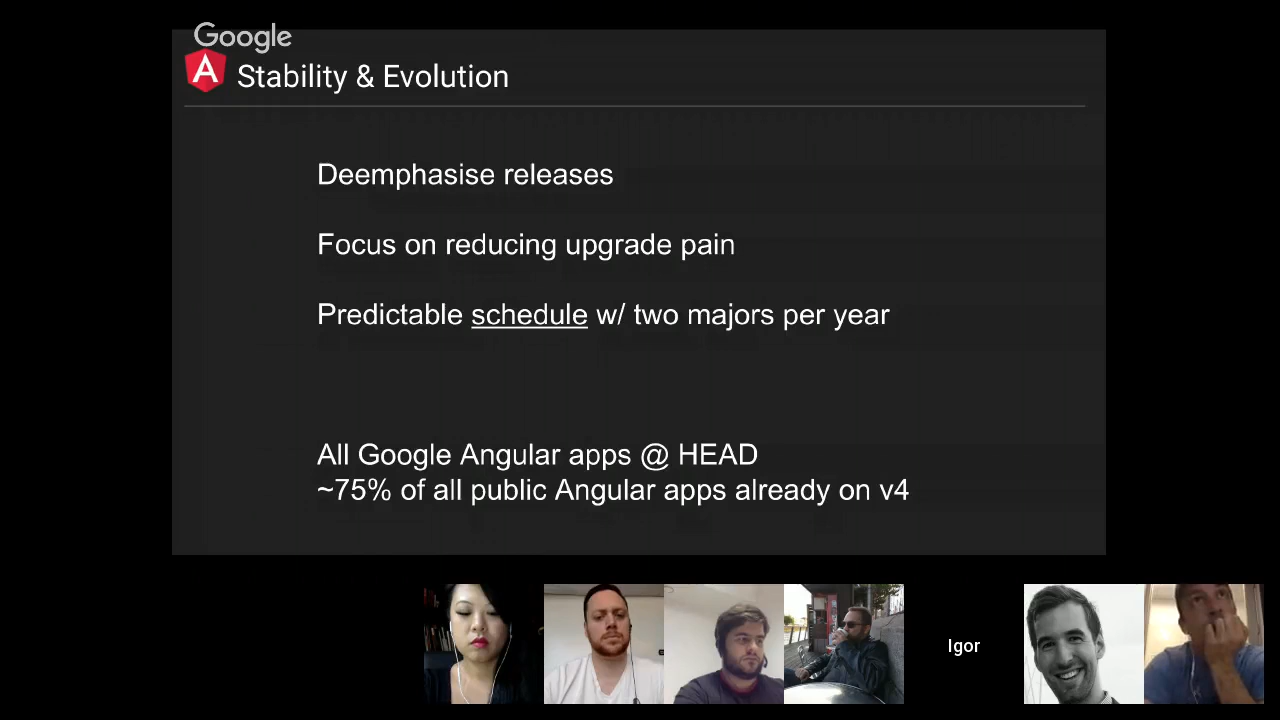 Google
Stability & Evolution
Deemphasise releases
Focus on reducing upgrade pain
Predictable schedule w/ two majors per year
All Google Angular apps @ HEAD
~75% of all public Angular apps already on v4
Igor